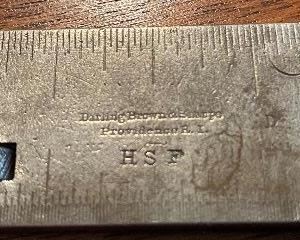 Darling Brown & Sharpe
Providence R. I.
H S F